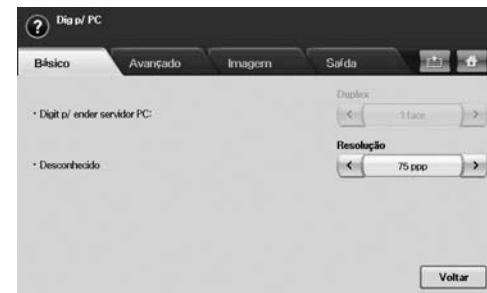 ? Dig p/ PC
Básico Avançado Imagem Saída
Duplex
• Digit p/ ender servidor PC: < 1 face >
Resolução
• Desconhecido < 75 ppp >
Voltar